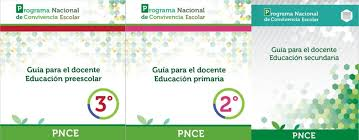 Programa Nacional
de Convivencia Escolar
Guía para el docente
Educación preescolar
3°
PNCE
Programa Nacional
de Convivencia Escolar
Guía para el docente
Educación primaria
2°
PNCE
Programa Nacional
de Convivencia Escolar
Guía para el docente
Educación secundaria
PNCE